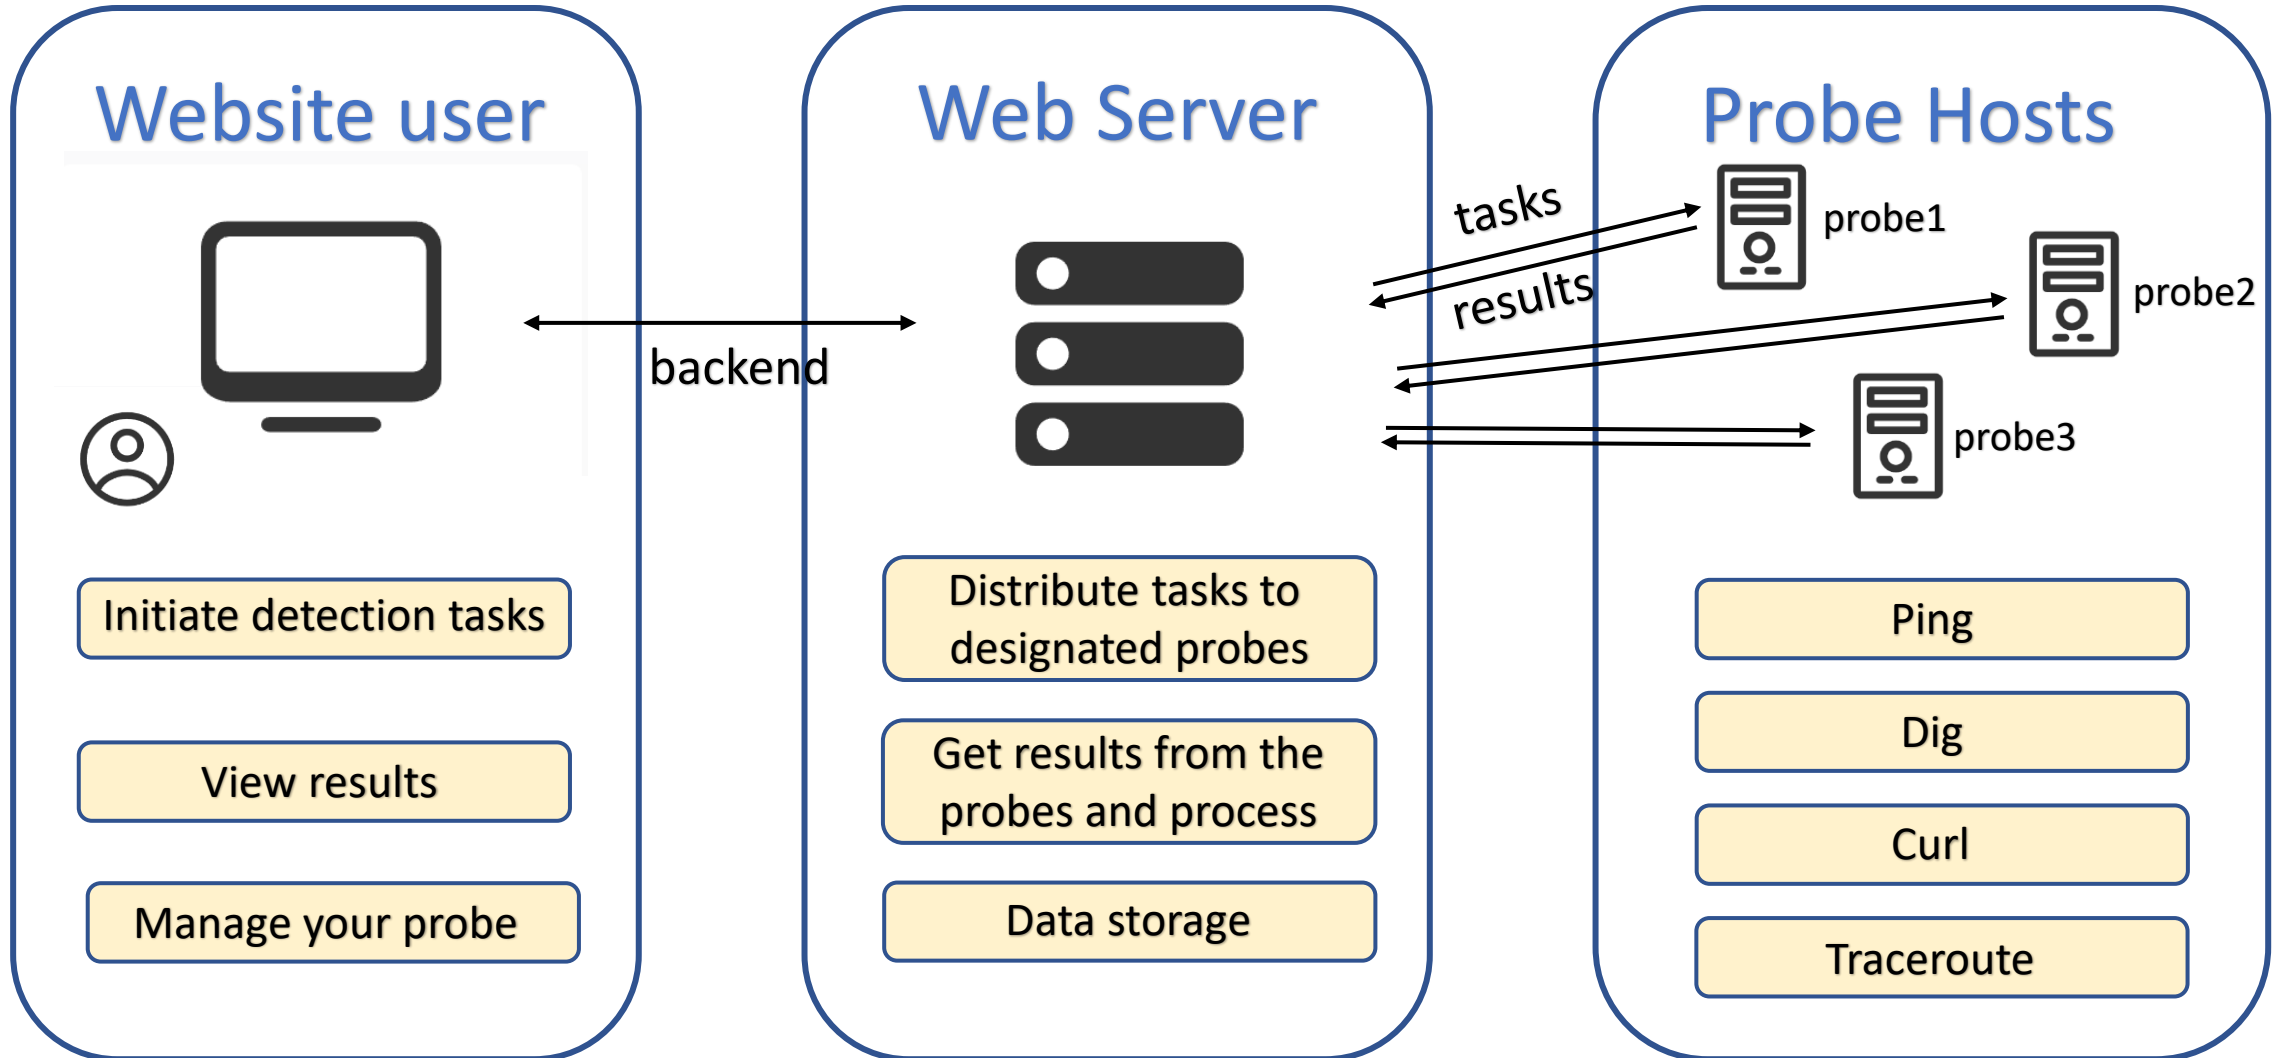 Website user
backend
Initiate detection tasks
View results
Manage your probe
Web Server
tasks
results
Distribute tasks to
designated probes
Get results from the
probes and process
Data storage
Probe Hosts
probe1
probe2
probe3
Ping
Dig
Curl
Traceroute